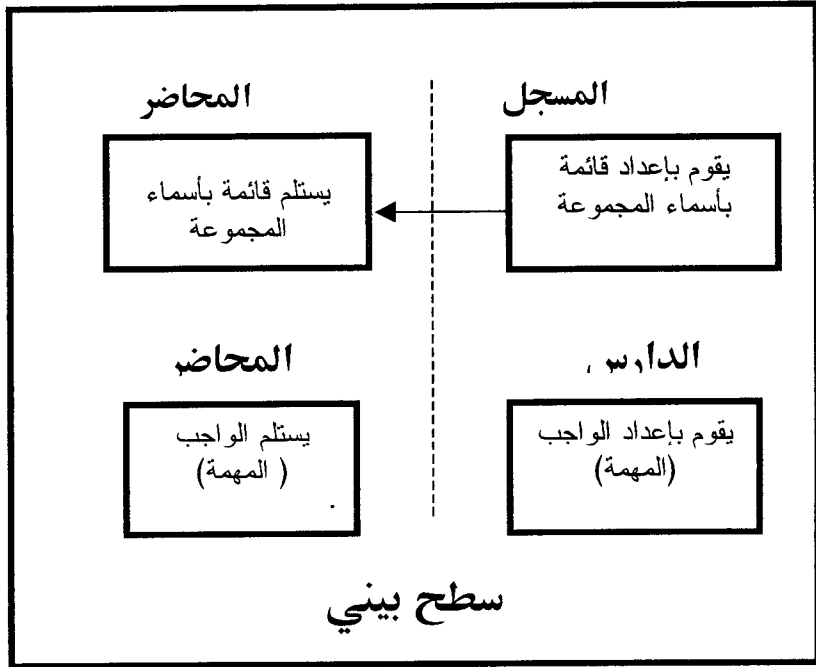 المسجل
المحاضر
يقوم بإعداد قائمة
بأسماء المجموعة
يستلم قائمة بأسماء
المجموعة
الدارس
المحاضر
يقوم بإعداد الواجب
(المهمة)
يستلم الواجب
( المهمة)
سطح بيني